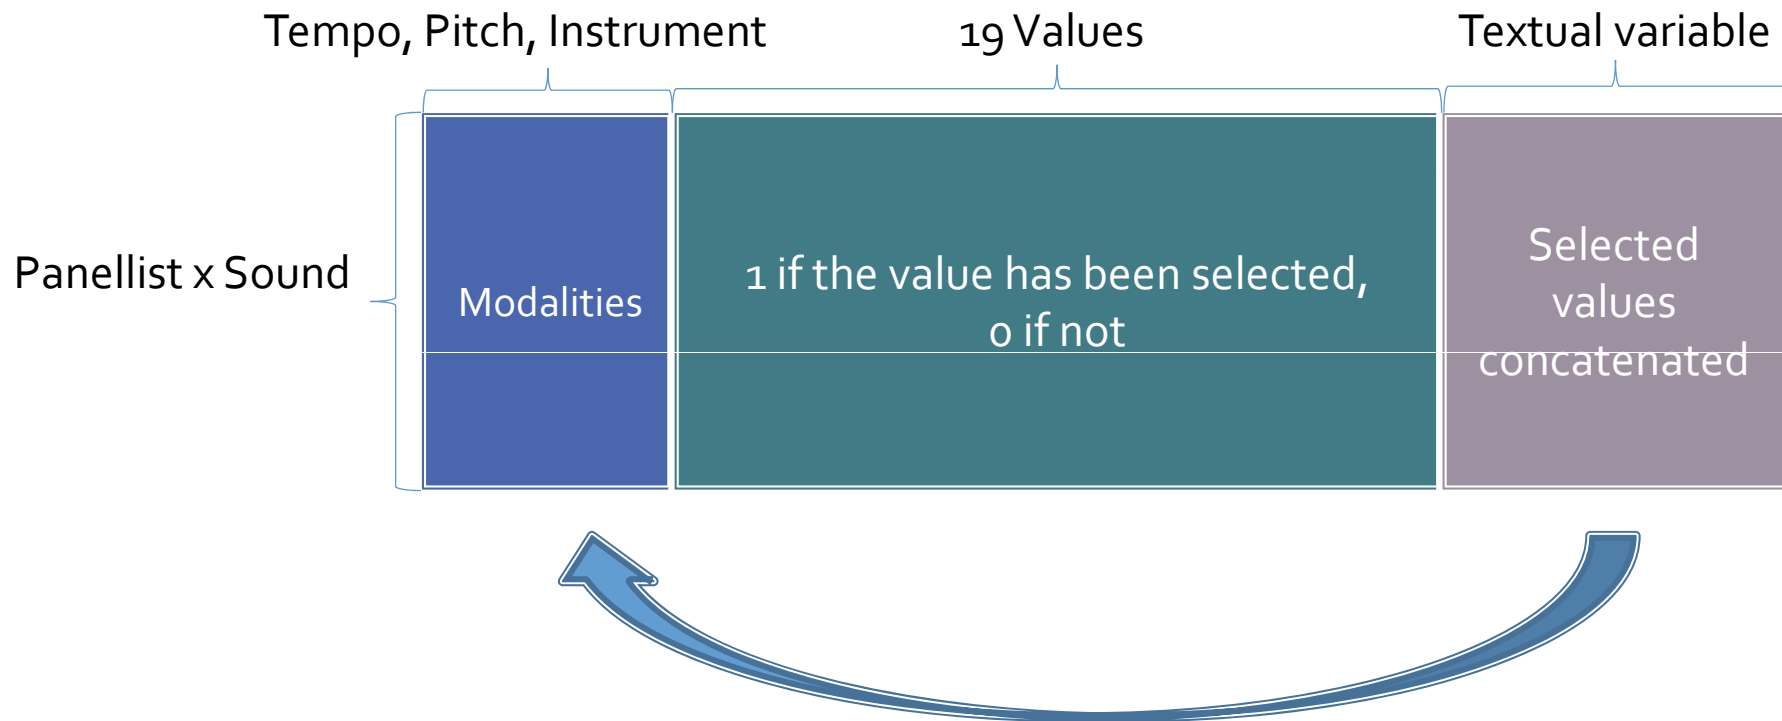 Tempo, Pitch, Instrument
19 Values
Textual variable
Panellist x Sound
Modalities
1 if the value has been selected,
0 if not
Selected
values
concatenated